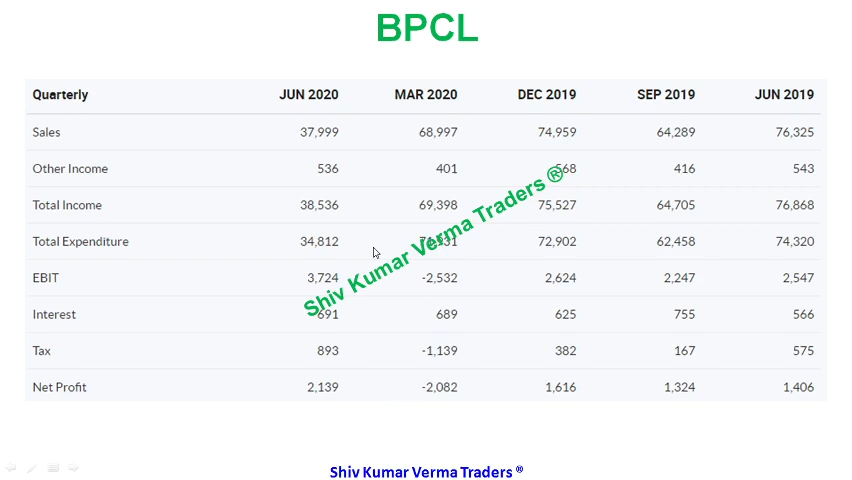 BPCL
Quarterly JUN 2020 MAR 2020 DEC 2019 SEP 2019 JUN 2019
Sales 37,999 68,997 74,959 64,289 76,325
Other Income 536 401 568 416 543
Total Income 38,536 69,398 75,527 64,705 76,868
Total Expenditure 34,812 72,902 62,458 74,320
EBIT 3,724 -2,532 2,624 2,247 2,547
Interest 691 689 625 755 566
Tax 893 -1,139 382 167 575
Net Profit 2,139 -2,082 1,616 1,324 1,406
Shiv Kumar Verma Traders ®
Shiv Kumar Verma Traders ®